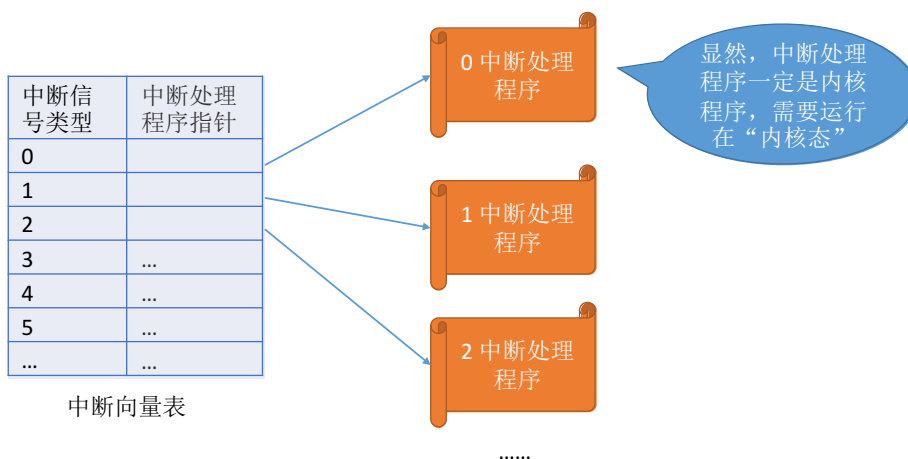 中断信
号类型
中断处理
程序指针
0
1
2
3
…
4
…
5
…
…
…
中断向量表
0 中断处理
程序
1 中断处理
程序
2 中断处理
程序
……
显然，中断处理
程序一定是内核
程序，需要运行
在“内核态”